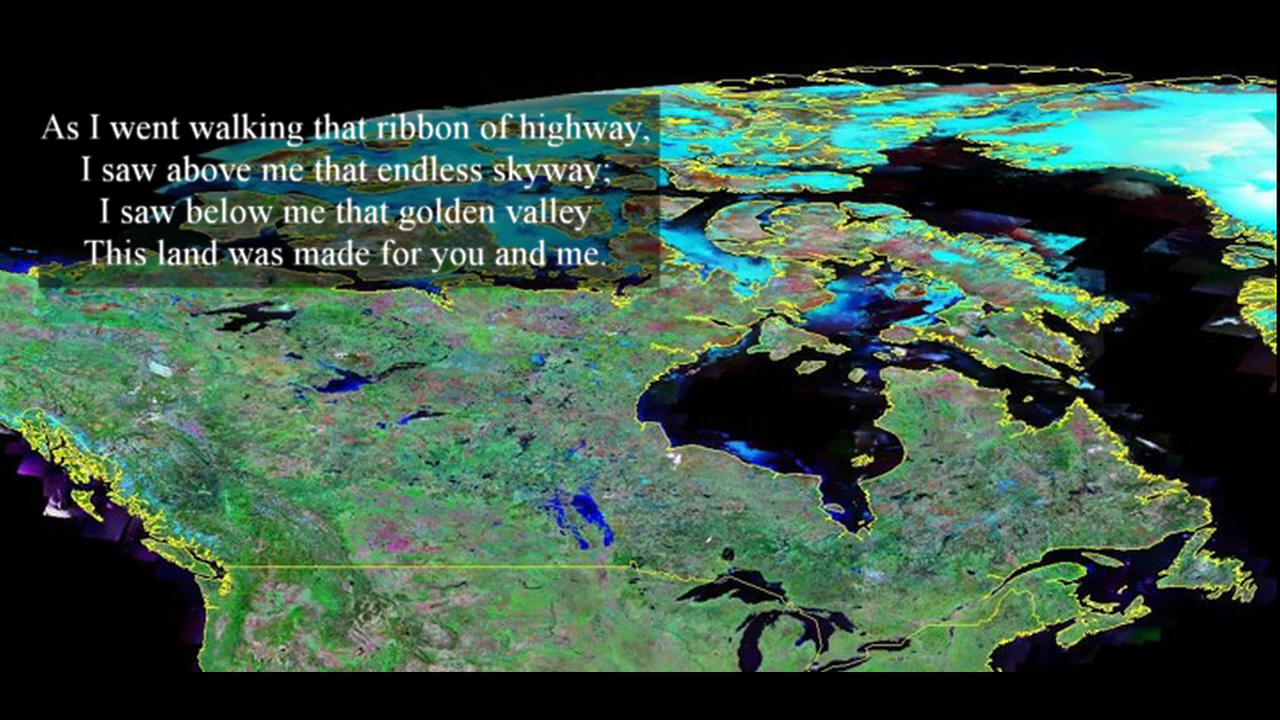 As I went walking that ribbon of highway,
I saw above me that endless skyway;
I saw below me that golden valley
This land was made for you and me.